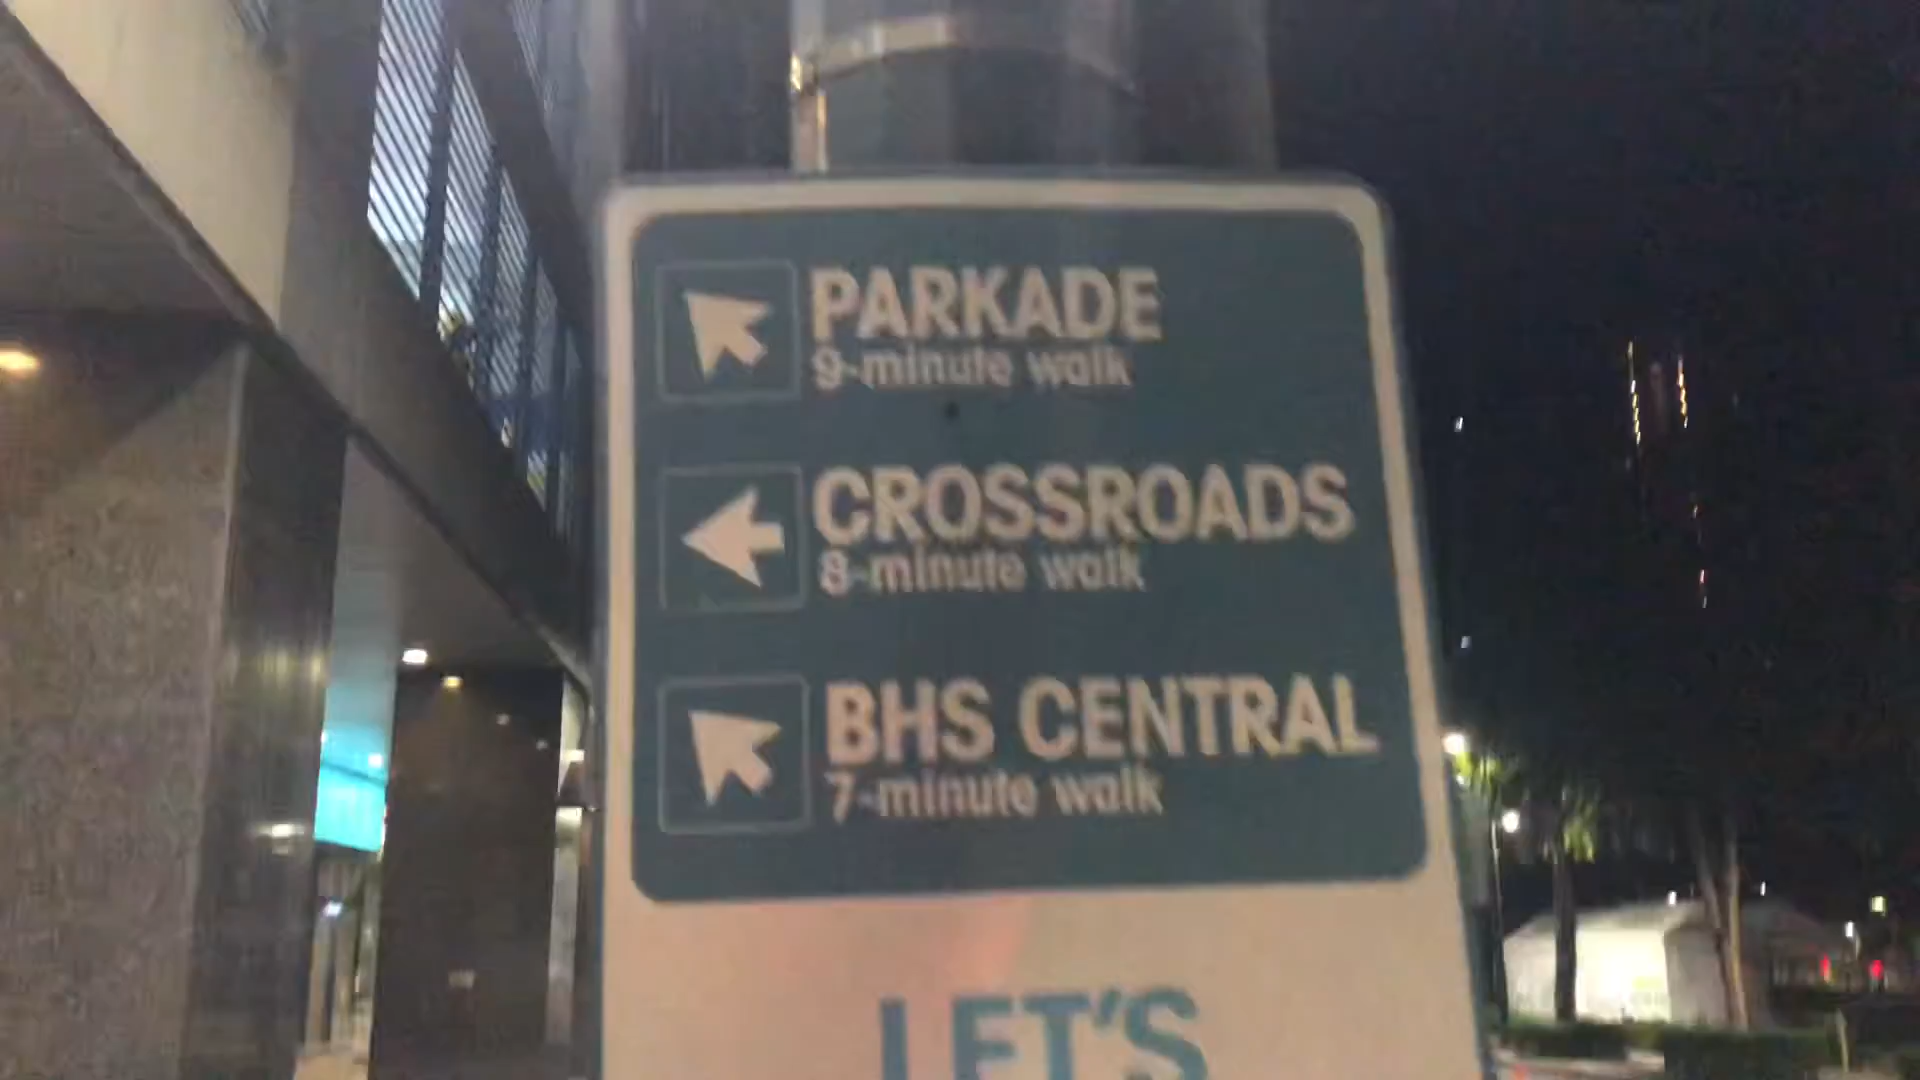 PARKADE
9-minute walk
CROSSROADS
8-minute walk
BHS CENTRAL
7-minute walk
LET'S